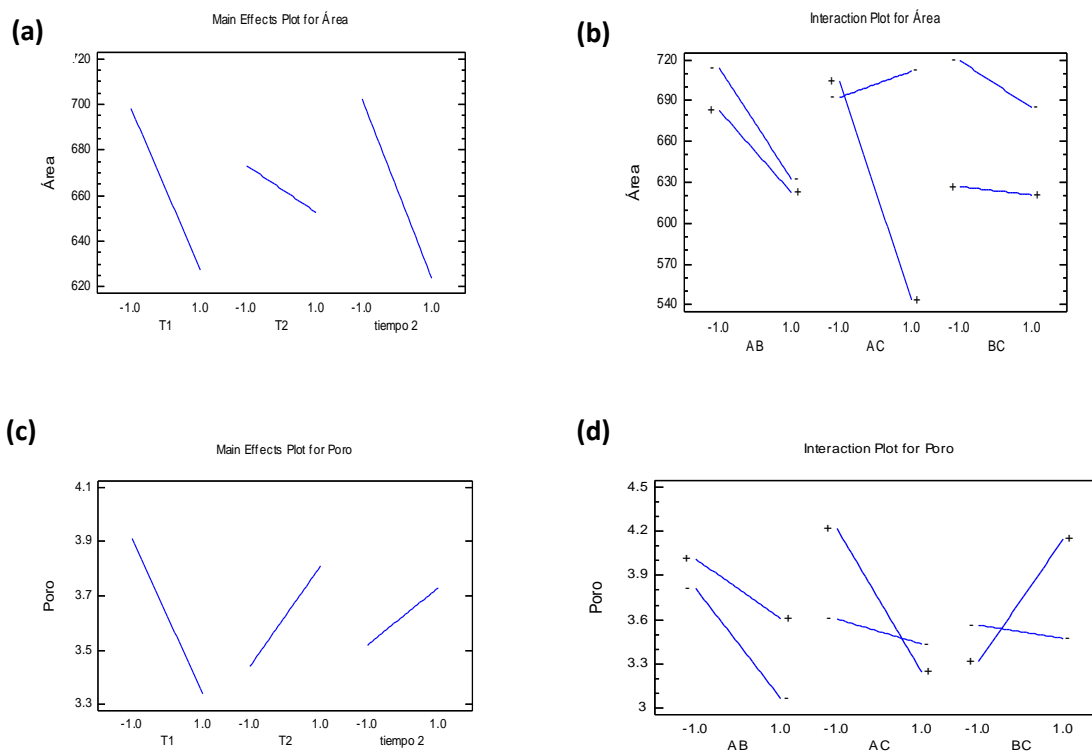 (a)
Main Effects Plot for Área
720
700
680
660
640
620
Área
-1.0 1.0 -1.0 1.0 -1.0 1.0
T1 T2 tiempo 2
(b)
Interaction Plot for Área
720
690
660
630
600
570
540
Área
- - + + + - - + - - + +
-1.0 1.0 -1.0 1.0 -1.0 1.0
AB AC BC
(c)
Main Effects Plot for Poro
4.1
3.9
3.7
3.5
3.3
Poro
-1.0 1.0 -1.0 1.0 -1.0 1.0
T1 T2 tiempo 2
(d)
Interaction Plot for Poro
4.5
4.2
3.9
3.6
3.3
3
Poro
+ + - - + + - - - - + +
-1.0 1.0 -1.0 1.0 -1.0 1.0
AB AC BC